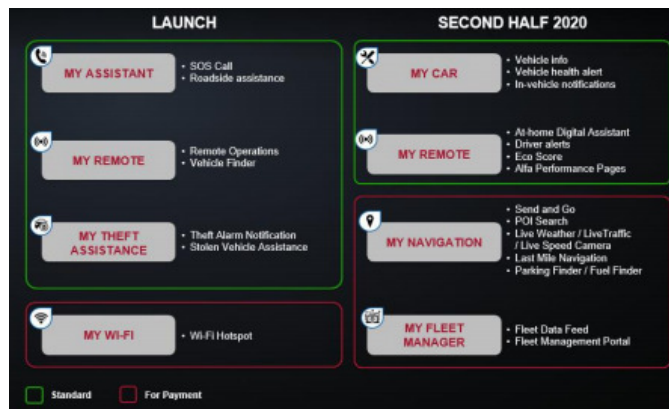 LAUNCH
MY ASSISTANT
• SOS Call
• Roadside assistance
MY REMOTE
• Remote Operations
• Vehicle Finder
MY THEFT
ASSISTANCE
• Theft Alarm Notification
• Stolen Vehicle Assistance
MY WI-FI
• Wi-Fi Hotspot
SECOND HALF 2020
MY CAR
• Vehicle info
• Vehicle health alert
• In-vehicle notifications
MY REMOTE
• At-home Digital Assistant
• Driver alerts
• Eco Score
• Alfa Performance Pages
MY NAVIGATION
• Send and Go
• POI Search
• Live Weather / LiveTraffic
/ Live Speed Camera
• Last Mile Navigation
• Parking Finder / Fuel Finder
MY FLEET
MANAGER
• Fleet Data Feed
• Fleet Management Portal
Standard
For Payment